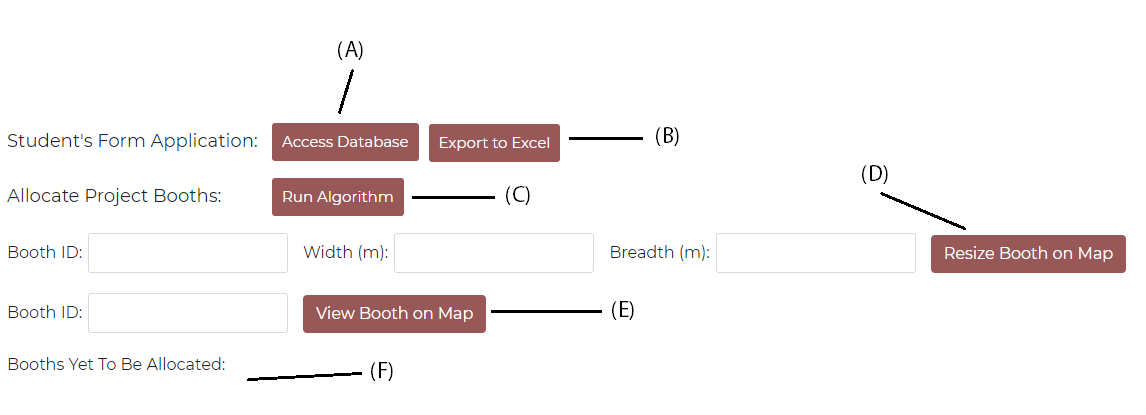 (A)
Student's Form Application: Access Database Export to Excel (B)
Allocate Project Booths: Run Algorithm (C)
(D)
Booth ID: Width (m): Breadth (m): Resize Booth on Map
Booth ID: View Booth on Map (E)
Booths Yet To Be Allocated: (F)